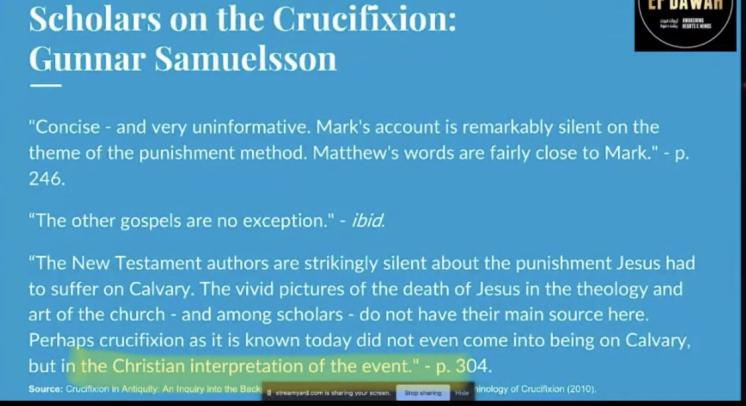 EF DAWAH
AWAKENING
HEARTS & MINDS
Scholars on the Crucifixion:
Gunnar Samuelsson
"Concise - and very uninformative. Mark's account is remarkably silent on the
theme of the punishment method. Matthew's words are fairly close to Mark." - p.
246.
“The other gospels are no exception." - ibid.
“The New Testament authors are strikingly silent about the punishment Jesus had
to suffer on Calvary. The vivid pictures of the death of Jesus in the theology and
art of the church - and among scholars - do not have their main source here.
Perhaps crucifixion as it is known today did not even come into being on Calvary,
but in the Christian interpretation of the event." - p. 304.
Source: Crucifixion in Antiquity: An Inquiry into the Back minology of Crucifixion (2010).
streamyard.com is sharing your screen. Stop sharing Hide